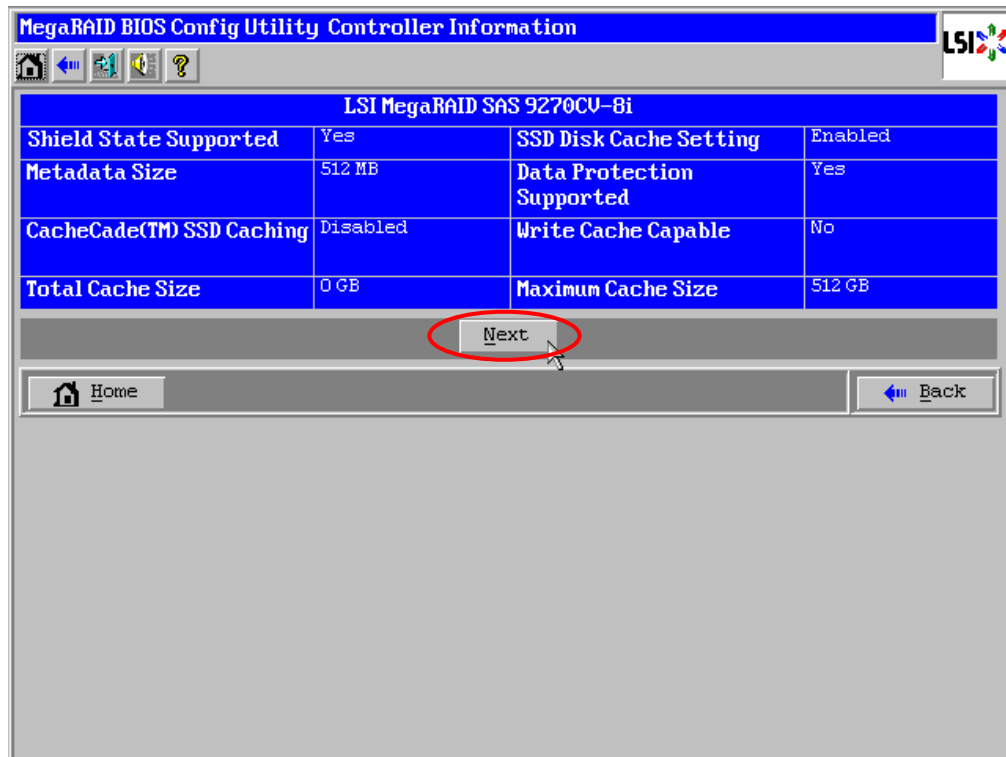 MegaRAID BIOS Config Utility Controller Information
LSI
?
LSI MegaRAID SAS 9270CV-8i
Shield State Supported Yes SSD Disk Cache Setting Enabled
Metadata Size 512 MB Data Protection Yes
Supported
CacheCade(TM) SSD Caching Disabled Write Cache Capable No
Total Cache Size 0 GB Maximum Cache Size 512 GB
Next
Home Back